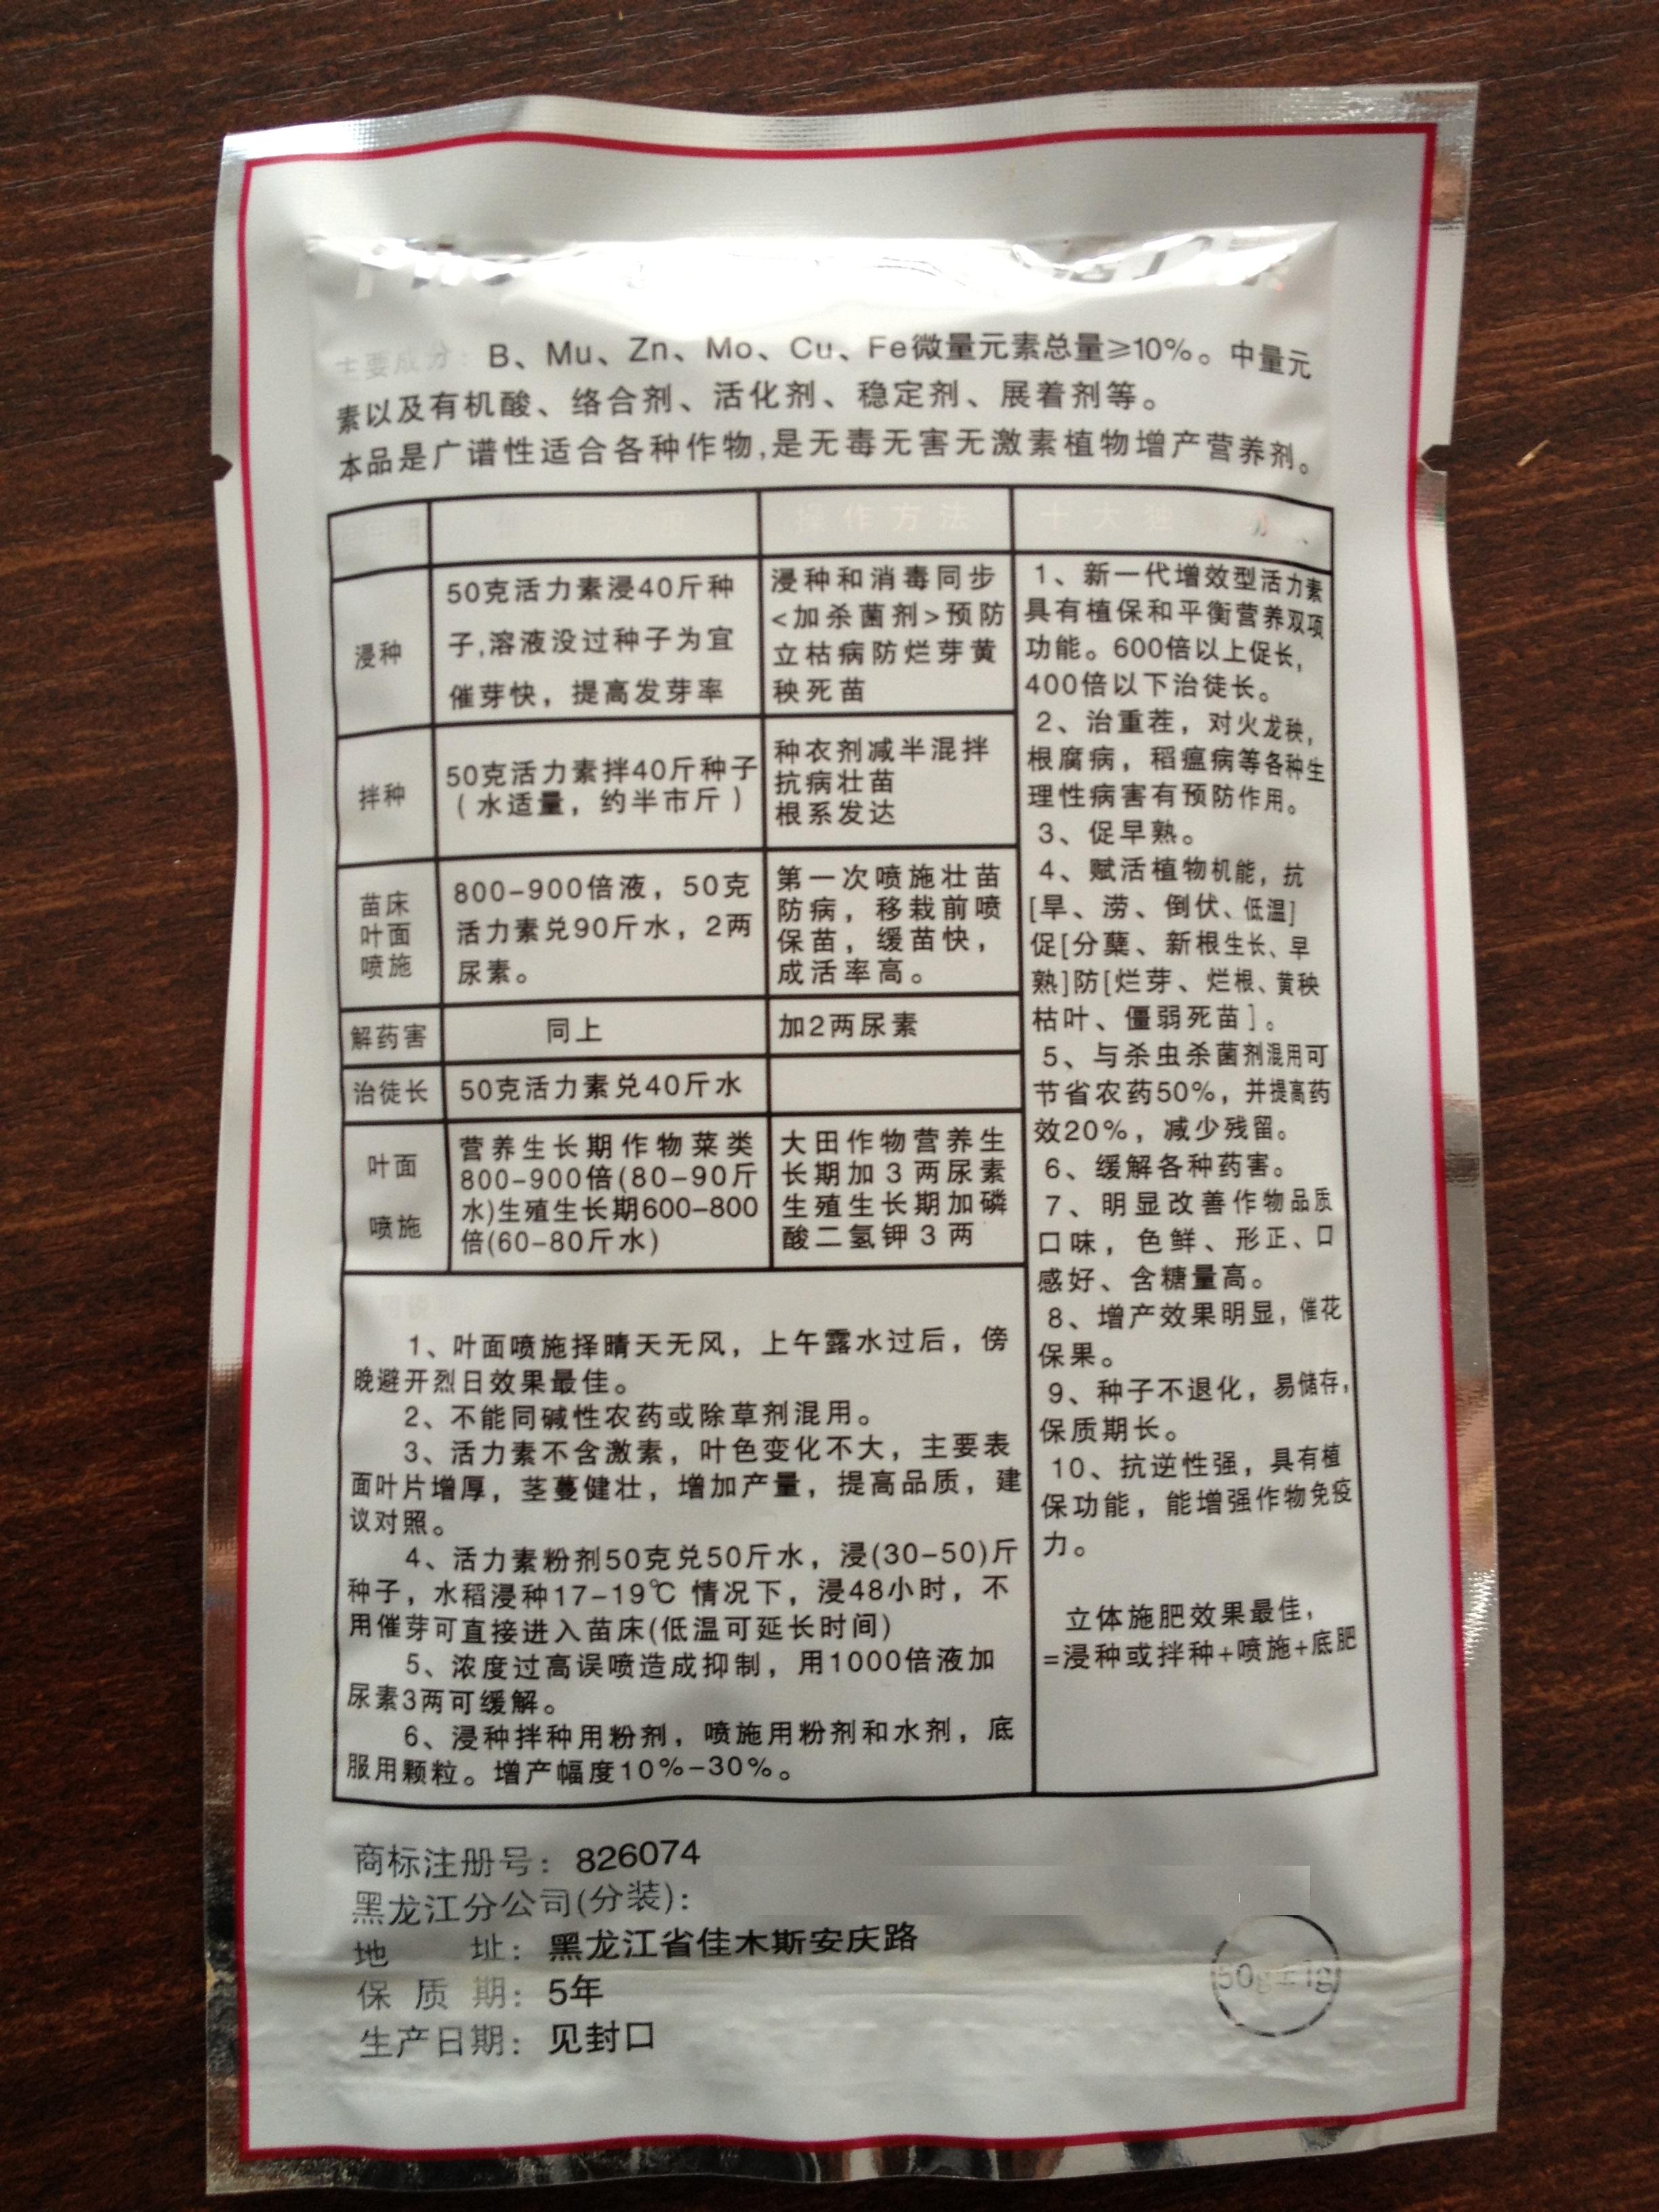 主要成分：B、Mu、Zn、Mo、Cu、Fe微量元素总量≥10%。中量元
素以及有机酸、络合剂、活化剂、稳定剂、展着剂等。
本品是广谱性适合各种作物,是无毒无害无激素植物增产营养剂。
操作方法
十大
浸种
50克活力素浸40斤种
子,溶液没过种子为宜
催芽快，提高发芽率
浸种和消毒同步
<加杀菌剂>预防
立枯病防烂芽黄
秧死苗
拌种
50克活力素拌40斤种子
(水适量，约半市斤)
种衣剂减半混拌
抗病壮苗
根系发达
苗床
叶面
喷施
800-900倍液，50克
活力素兑90斤水，2两
尿素。
第一次喷施壮苗
防病，移栽前喷
保苗，缓苗快，
成活率高。
解药害
同上
加2两尿素
治徒长
50克活力素兑40斤水
叶面
喷施
营养生长期作物菜类
800-900倍(80-90斤
水)生殖生长期600-800
倍(60-80斤水)
大田作物营养生
长期加3两尿素
生殖生长期加磷
酸二氢钾3两
1、新一代增效型活力素
具有植保和平衡营养双项
功能。600倍以上促长,
400倍以下治徒长。
2、治重茬，对火龙秧,
根腐病，稻瘟病等各种生
理性病害有预防作用。
3、促早熟。
4、赋活植物机能，抗
[旱、涝、倒伏、低温]
促[分蘖、新根生长、早
熟]防[烂芽、烂根、黄秧
枯叶、僵弱死苗]。
5、与杀虫杀菌剂混用可
节省农药50%，并提高药
效20%，减少残留。
6、缓解各种药害。
7、明显改善作物品质
口味，色鲜、形正、口
感好、含糖量高。
8、增产效果明显，催花
保果。
9、种子不退化，易储存,
保质期长。
10、抗逆性强，具有植
保功能，能增强作物免疫
力。
立体施肥效果最佳，
=浸种或拌种+喷施+底肥
1、叶面喷施择晴天无风，上午露水过后，傍
晚避开烈日效果最佳。
2、不能同碱性农药或除草剂混用。
3、活力素不含激素，叶色变化不大，主要表
面叶片增厚，茎蔓健壮，增加产量，提高品质，建
议对照。
4、活力素粉剂50克兑50斤水，浸(30-50)斤
种子，水稻浸种17-19℃ 情况下，浸48小时，不
用催芽可直接进入苗床(低温可延长时间)
5、浓度过高误喷造成抑制，用1000倍液加
尿素3两可缓解。
6、浸种拌种用粉剂，喷施用粉剂和水剂，底
服用颗粒。增产幅度10%-30%。
商标注册号：826074
黑龙江分公司(分装)：
地 址：黑龙江省佳木斯安庆路
保 质 期：5年
生产日期：见封口
50g±1g